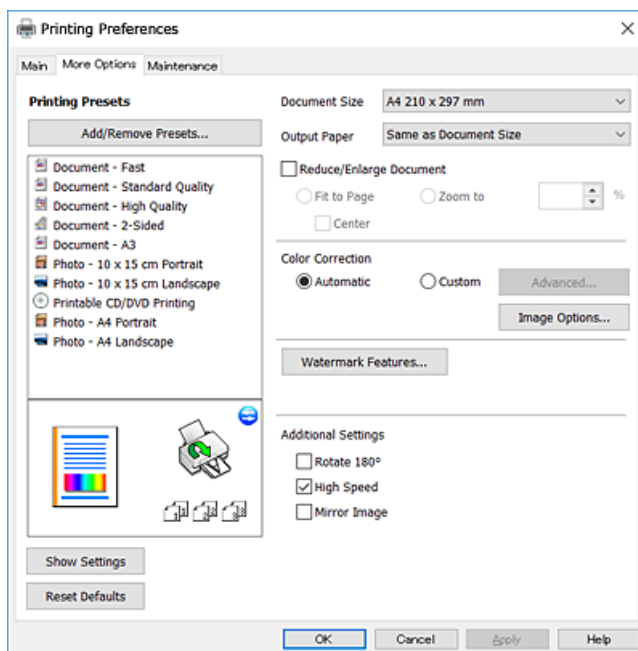 Printing Preferences
Main More Options Maintenance
Printing Presets
Add/Remove Presets...
Document - Fast
Document - Standard Quality
Document - High Quality
Document - 2-Sided
Document - A3
Photo - 10 x 15 cm Portrait
Photo - 10 x 15 cm Landscape
Printable CD/DVD Printing
Photo - A4 Portrait
Photo - A4 Landscape
Show Settings
Reset Defaults
Document Size A4 210 x 297 mm
Output Paper Same as Document Size
Reduce/Enlarge Document
Fit to Page Zoom to %
Center
Color Correction
Automatic Custom Advanced...
Image Options...
Watermark Features...
Additional Settings
Rotate 180º
High Speed
Mirror Image
OK Cancel Apply Help